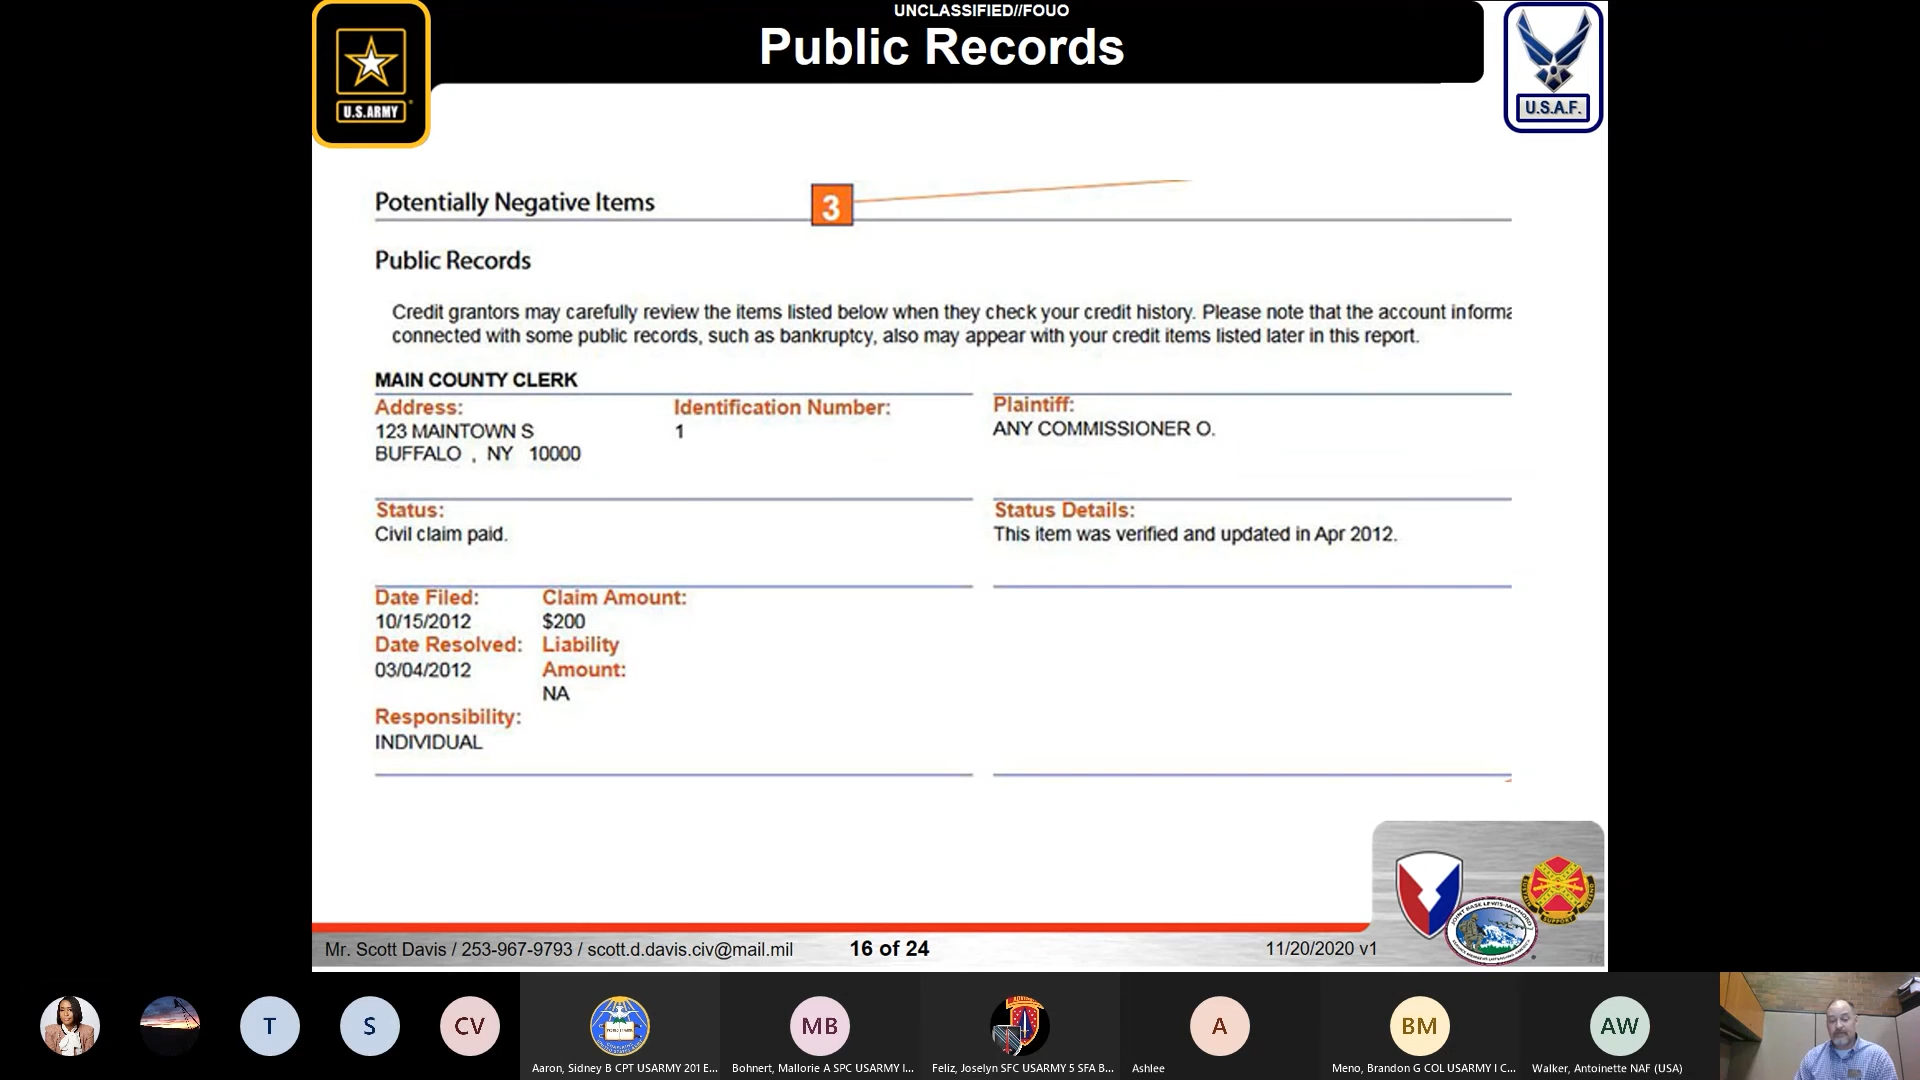 UNCLASSIFIED//FOUO
Public Records
U.S.ARMY
U.S.A.F.
Potentially Negative Items
3
Public Records
Credit grantors may carefully review the items listed below when they check your credit history. Please note that the account informa
connected with some public records, such as bankruptcy, also may appear with your credit items listed later in this report.
MAIN COUNTY CLERK
Address:
123 MAINTOWN S
BUFFALO , NY 10000
Identification Number:
1
Plaintiff:
ANY COMMISSIONER O.
Status:
Civil claim paid.
Status Details:
This item was verified and updated in Apr 2012.
Date Filed:
10/15/2012
Claim Amount:
$200
Date Resolved:
03/04/2012
Liability
Amount:
NA
Responsibility:
INDIVIDUAL
JOINT BASE LEWIS-McCHORD
Mr. Scott Davis / 253-967-9793 / scott.d.davis.civ@mail.mil
16 of 24
11/20/2020 v1
T
S
CV
MB
A
BM
AW
Aaron, Sidney B CPT USARMY 201 E...
Bohnert, Mallorie A SPC USARMY I...
Feliz, Joselyn SFC USARMY 5 SFA B...
Ashlee
Meno, Brandon G COL USARMY I C...
Walker, Antoinette NAF (USA)